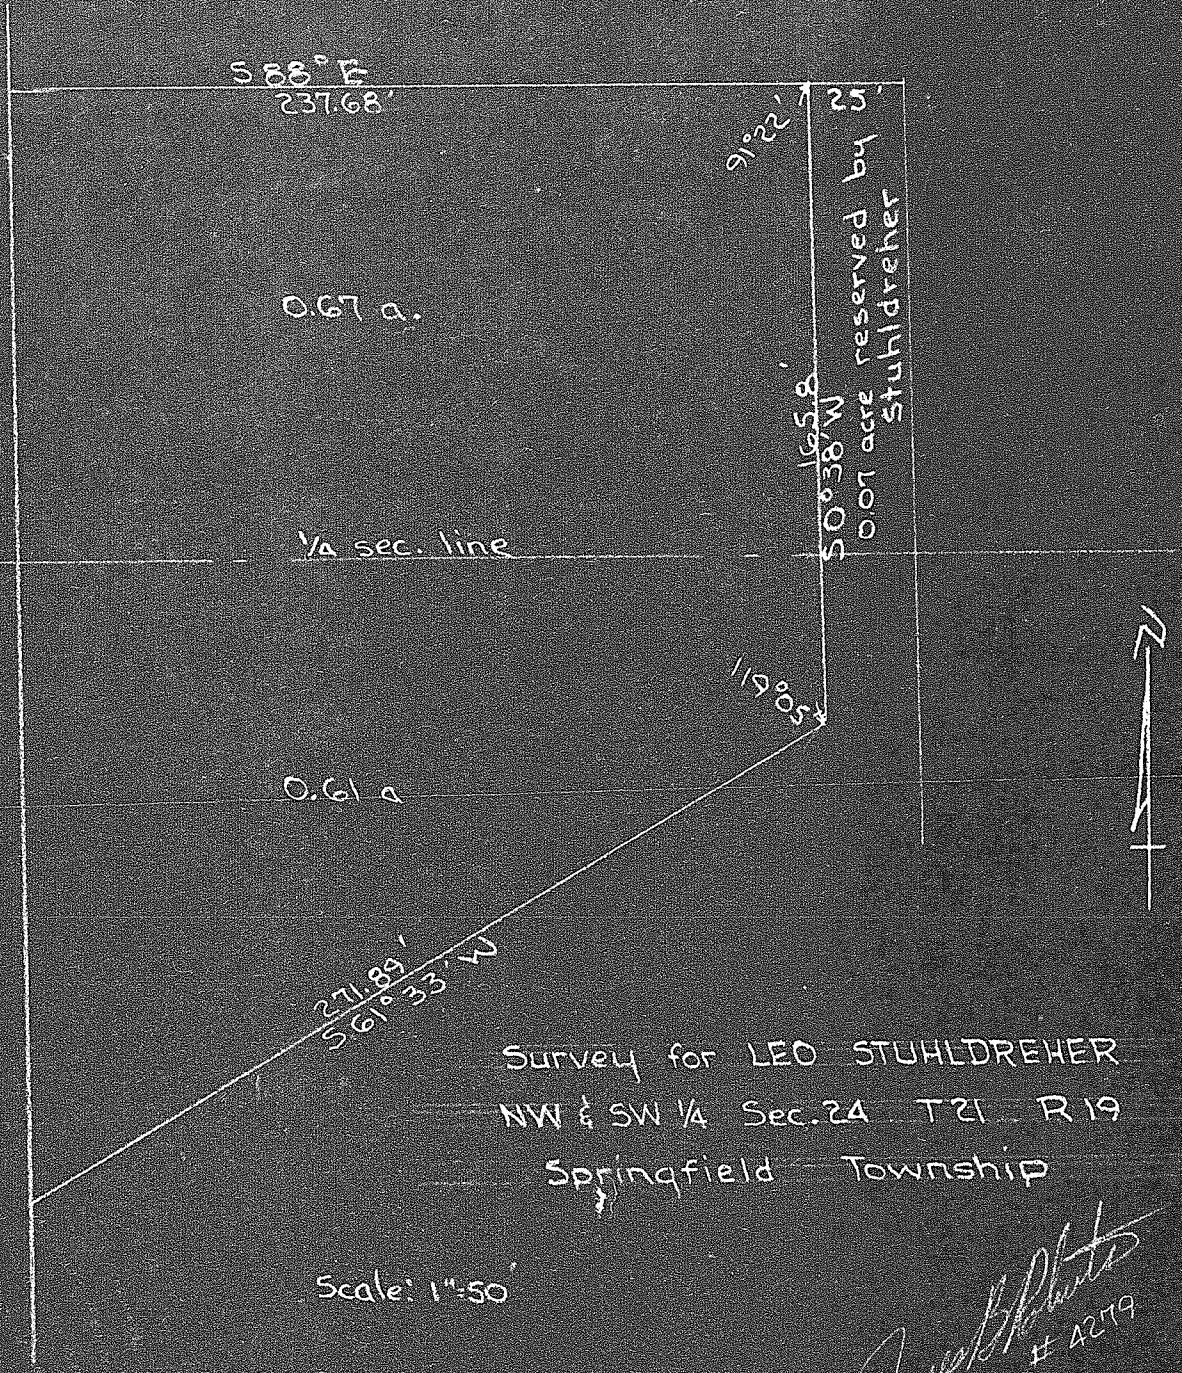 S 88° E
237.68'
25'
91°22'
0.07 acre reserved by
stuhldreher
0.67 a.
165.8'
S 0°38' W
1/4 sec. line
119°05'
0.61 a
271.89'
S 61° 33' W
N
Survey for LEO STUHLDREHER
NW & SW 1/4 Sec. 24 T21 R19
Springfield Township
Scale: 1"=50'
# 4279